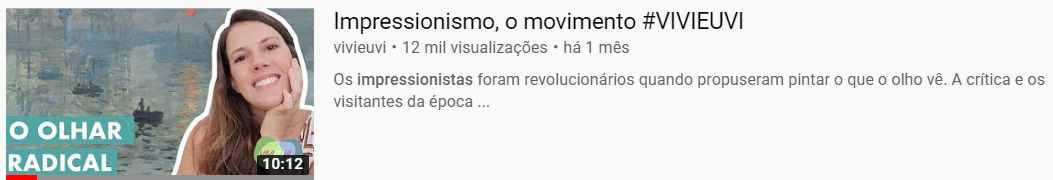 O OLHAR
RADICAL
10:12
Impressionismo, o movimento #VIVIEUVI
vivieuvi • 12 mil visualizações • há 1 mês
Os impressionistas foram revolucionários quando propuseram pintar o que o olho vê. A crítica e os
visitantes da época ...